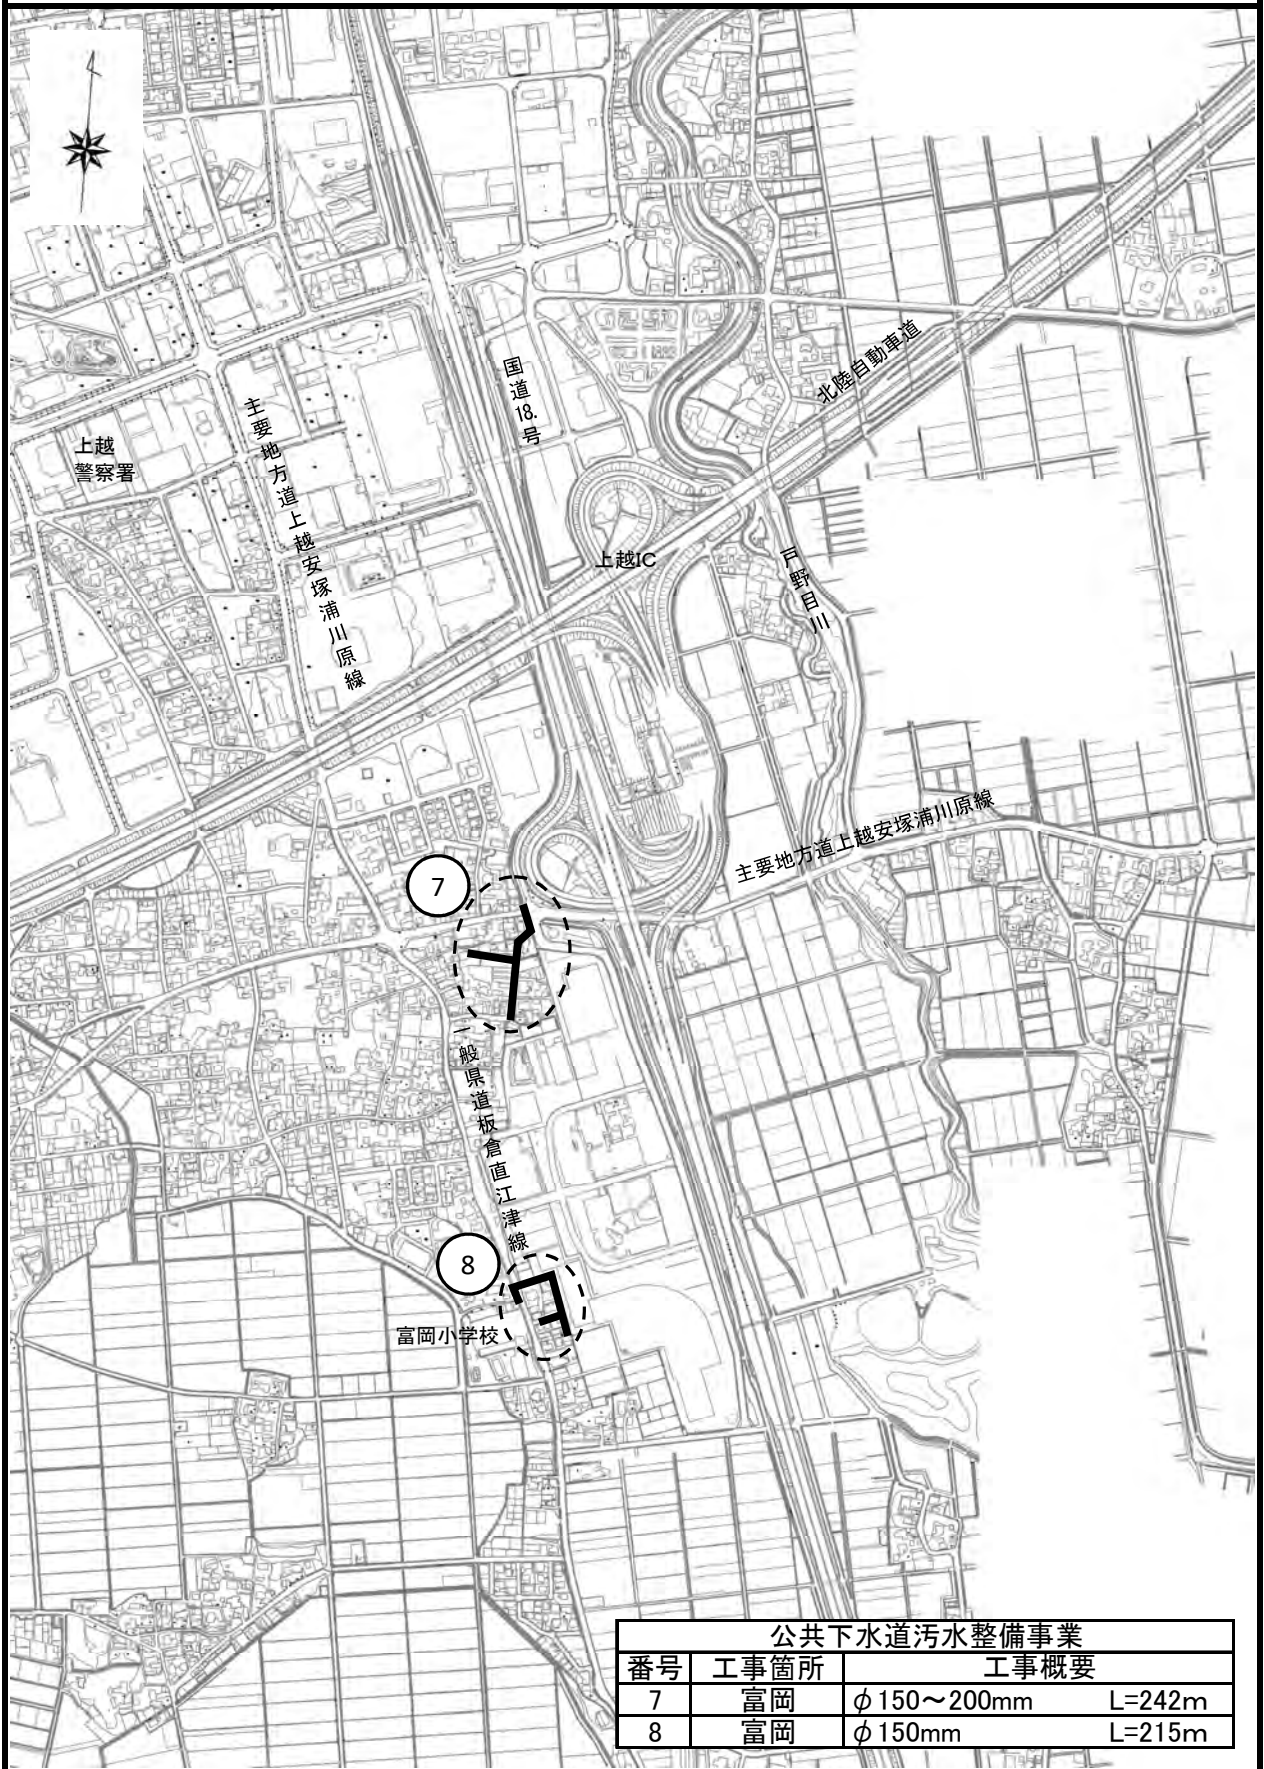 国道18.号
北陸自動車道
主要地方道上越安塚浦川原線
上越
警察署
上越IC
戸野目川
主要地方道上越安塚浦川原線
7
一般県道板倉直江津線
8
富岡小学校
公共下水道汚水整備事業
番号 工事箇所 工事概要
7 富岡 φ150～200mm L=242m
8 富岡 φ150mm L=215m